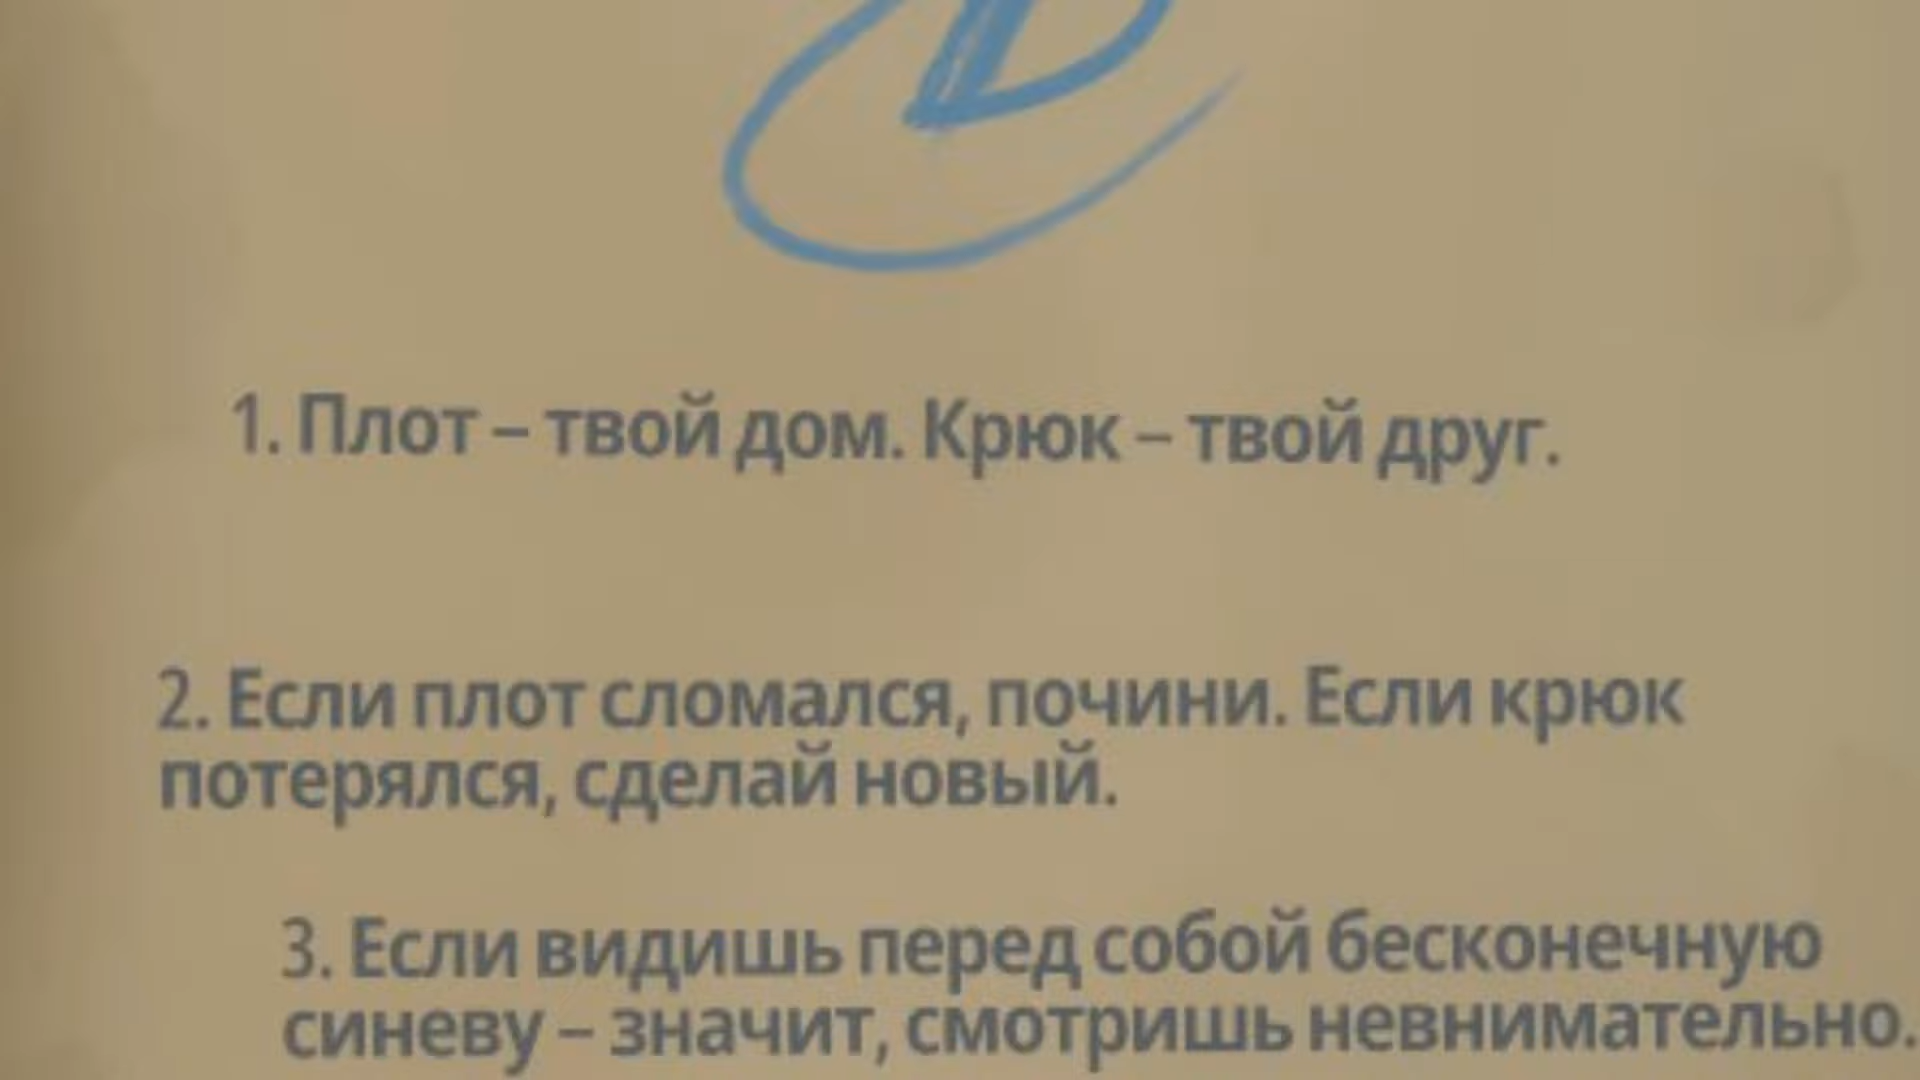 1. Плот – твой дом. Крюк – твой друг.
2. Если плот сломался, почини. Если крюк
потерялся, сделай новый.
3. Если видишь перед собой бесконечную
синеву – значит, смотришь невнимательно.